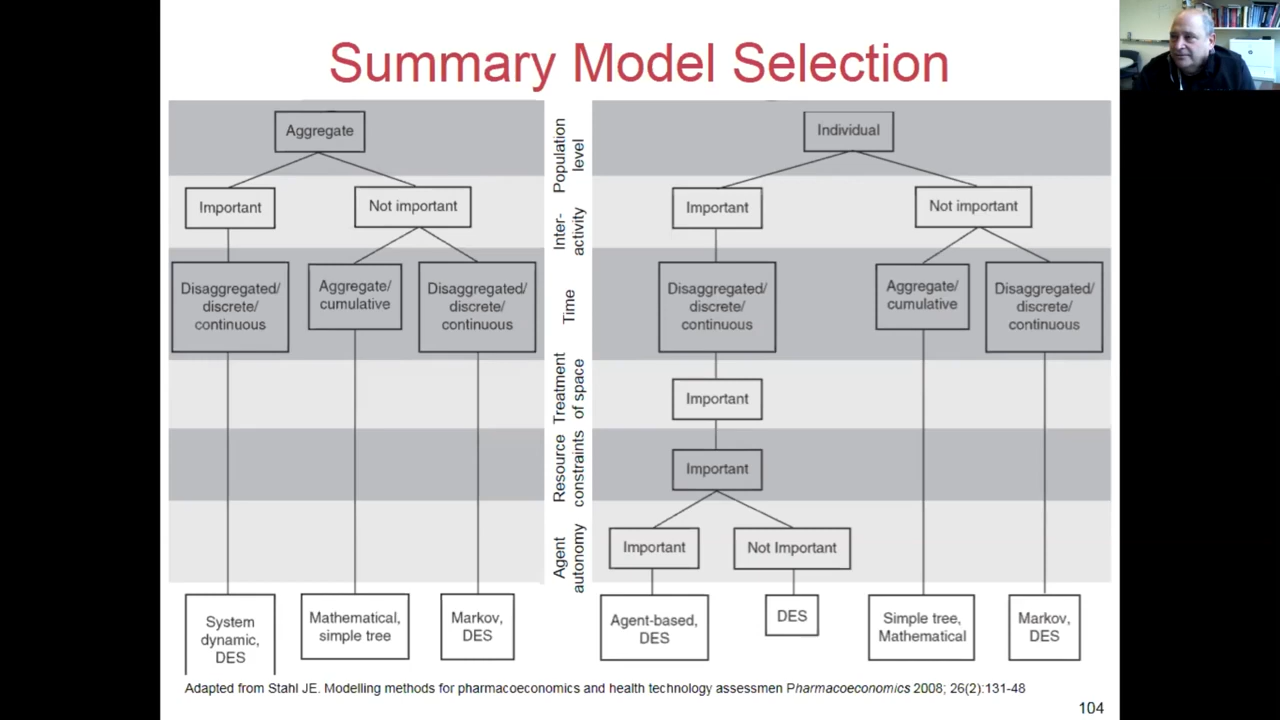 Summary Model Selection
Aggregate
Population
level
Individual
Important
Not important
Inter-
activity
Important
Not important
Disaggregated/
discrete/
continuous
Aggregate/
cumulative
Disaggregated/
discrete/
continuous
Time
Disaggregated/
discrete/
continuous
Aggregate/
cumulative
Disaggregated/
discrete/
continuous
Treatment
of space
Important
Resource
constraints
Important
Agent
autonomy
Important
Not Important
System
dynamic,
DES
Mathematical,
simple tree
Markov,
DES
Agent-based,
DES
DES
Simple tree,
Mathematical
Markov,
DES
Adapted from Stahl JE. Modelling methods for pharmacoeconomics and health technology assessmen Pharmacoeconomics 2008; 26(2):131-48
104